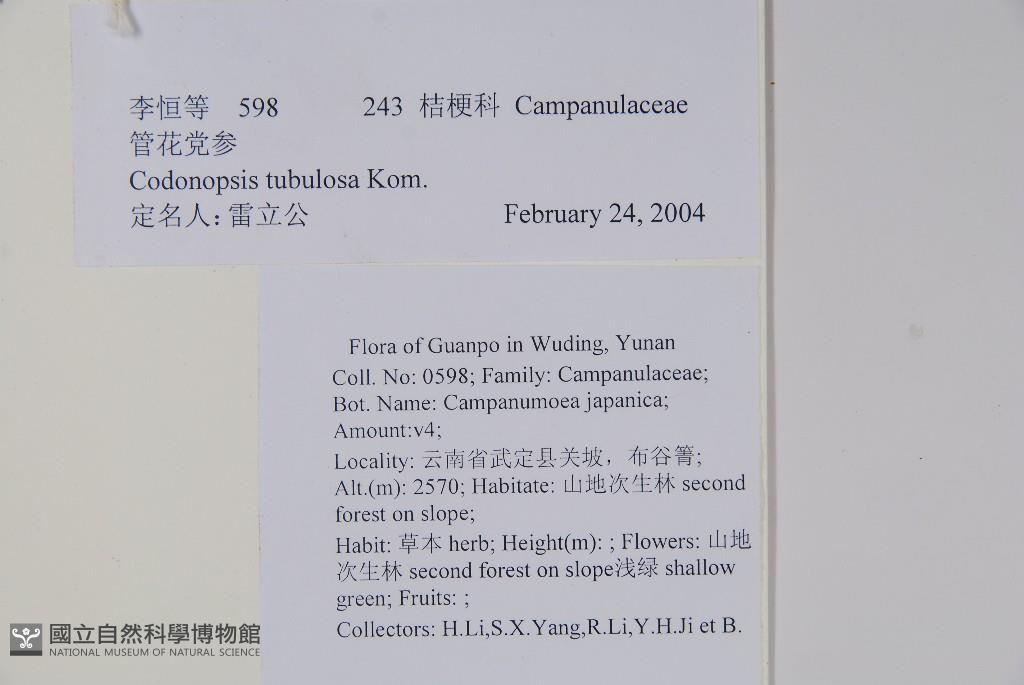 李恒等 598 243 桔梗科 Campanulaceae
管花党参
Codonopsis tubulosa Kom.
定名人: 雷立公 February 24, 2004
Flora of Guanpo in Wuding, Yunan
Coll. No: 0598; Family: Campanulaceae;
Bot. Name: Campanumoea japanica;
Amount:v4;
Locality: 云南省武定县关坡，布谷箐;
Alt.(m): 2570; Habitate: 山地次生林 second
forest on slope;
Habit: 草本 herb; Height(m): ; Flowers: 山地
次生林 second forest on slope浅绿 shallow
green; Fruits: ;
Collectors: H.Li,S.X.Yang,R.Li,Y.H.Ji et B.
國立自然科學博物館
NATIONAL MUSEUM OF NATURAL SCIENCE